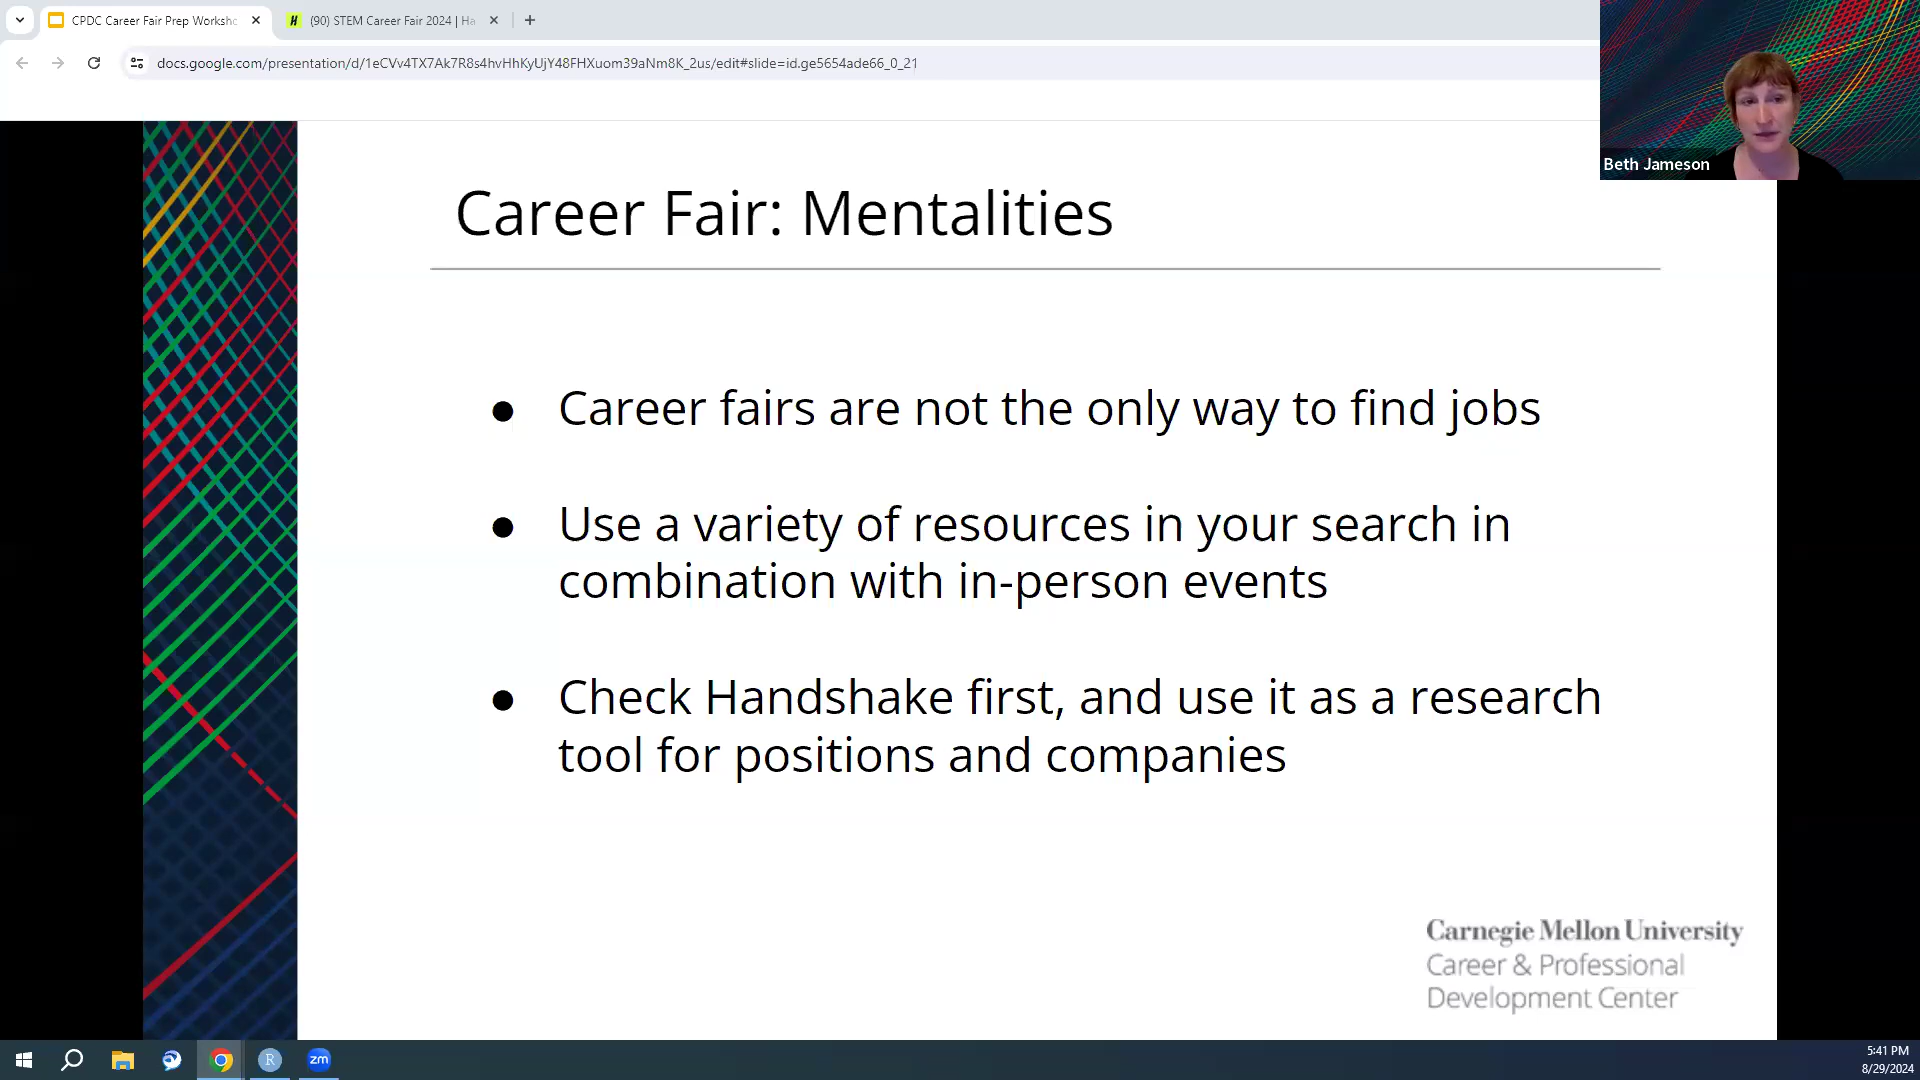 CPDC Career Fair Prep Worksho
(90) STEM Career Fair 2024 | Ha
docs.google.com/presentation/d/1eCVv4TX7Ak7R8s4hvHhKyUjY48FHXuom39aNm8K_2us/edit#slide=id.ge5654ade66_0_21
Beth Jameson
Career Fair: Mentalities
● Career fairs are not the only way to find jobs
● Use a variety of resources in your search in
combination with in-person events
● Check Handshake first, and use it as a research
tool for positions and companies
Carnegie Mellon University
Career & Professional
Development Center
R
zm
5:41 PM
8/29/2024